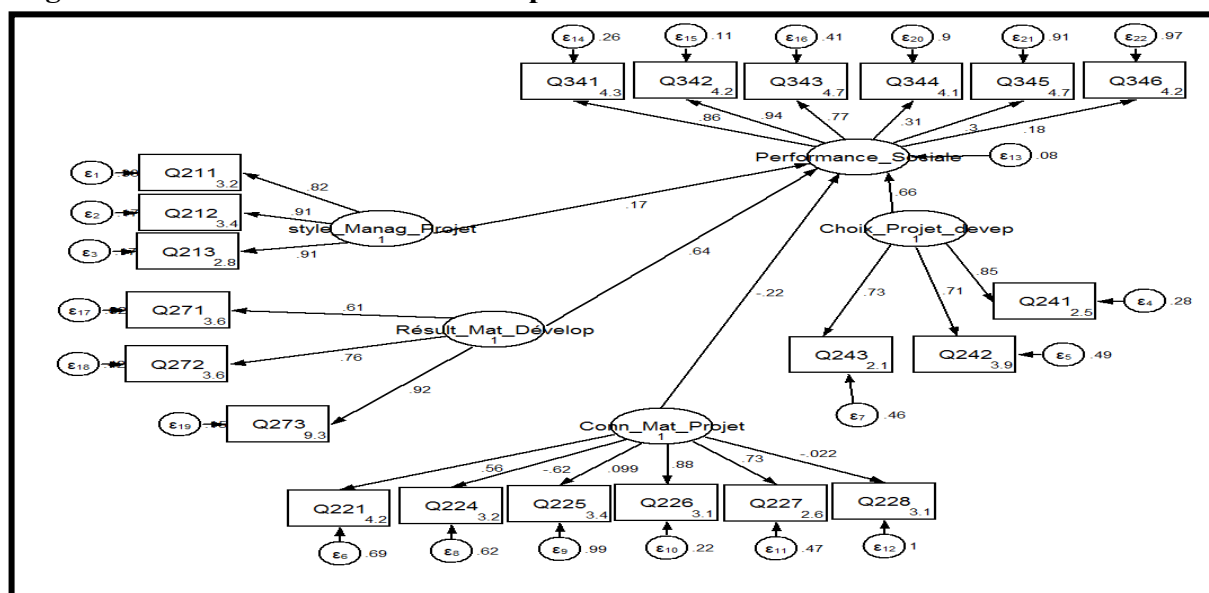 ε14 .26 ε15 .11 ε16 .41 ε20 .9 ε21 .91 ε22 .97
Q341 4.3 Q342 4.2 Q343 4.7 Q344 4.1 Q345 4.7 Q346 4.2
.86 .94 .77 .31 .3 .18
Performance_Sosiale ε13 .08
ε1 Q211 3.2 .82
ε2 Q212 3.4 .91
ε3 Q213 2.8 .91
style_Manag_Projet 1 .17
Choix_Projet_devep 1 .66
.64
-.22
.73 .71 .85
Q241 2.5 ε4 .28
Q243 2.1 Q242 3.9 ε5 .49
ε7 .46
ε17 Q271 3.6 .61
Résult_Mat_Dévelop 1
ε18 Q272 3.6 .76
ε19 Q273 9.3 .92
Conn_Mat_Projet 1
.56 -.62 .099 .88 .73 -.022
Q221 4.2 Q224 3.2 Q225 3.4 Q226 3.1 Q227 2.6 Q228 3.1
ε6 .69 ε8 .62 ε9 .99 ε10 .22 ε11 .47 ε12 1